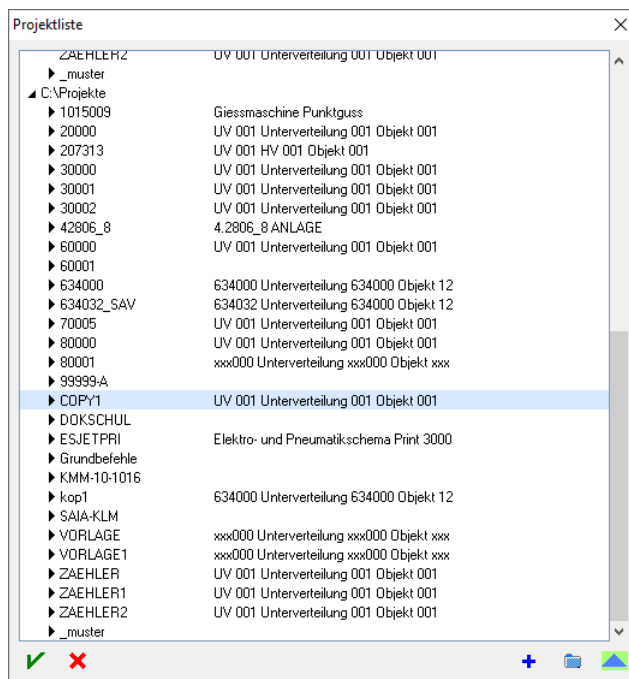 Projektliste
ZAEHLER2 UV 001 Unterverteilung 001 Objekt 001
_muster
C:\Projekte
1015009 Giessmaschine Punktguss
20000 UV 001 Unterverteilung 001 Objekt 001
207313 UV 001 HV 001 Objekt 001
30000 UV 001 Unterverteilung 001 Objekt 001
30001 UV 001 Unterverteilung 001 Objekt 001
30002 UV 001 Unterverteilung 001 Objekt 001
42806_8 4.2806_8 ANLAGE
60000 UV 001 Unterverteilung 001 Objekt 001
60001
634000 634000 Unterverteilung 634000 Objekt 12
634032_SAV 634032 Unterverteilung 634000 Objekt 12
70005 UV 001 Unterverteilung 001 Objekt 001
80000 UV 001 Unterverteilung 001 Objekt 001
80001 xxx000 Unterverteilung xxx000 Objekt xxx
99999-A
COPY1 UV 001 Unterverteilung 001 Objekt 001
DOKSCHUL
ESJETPRI Elektro- und Pneumatikschema Print 3000
Grundbefehle
KMM-10-1016
kop1 634000 Unterverteilung 634000 Objekt 12
SAIA-KLM
VORLAGE xxx000 Unterverteilung xxx000 Objekt xxx
VORLAGE1 xxx000 Unterverteilung xxx000 Objekt xxx
ZAEHLER UV 001 Unterverteilung 001 Objekt 001
ZAEHLER1 UV 001 Unterverteilung 001 Objekt 001
ZAEHLER2 UV 001 Unterverteilung 001 Objekt 001
_muster